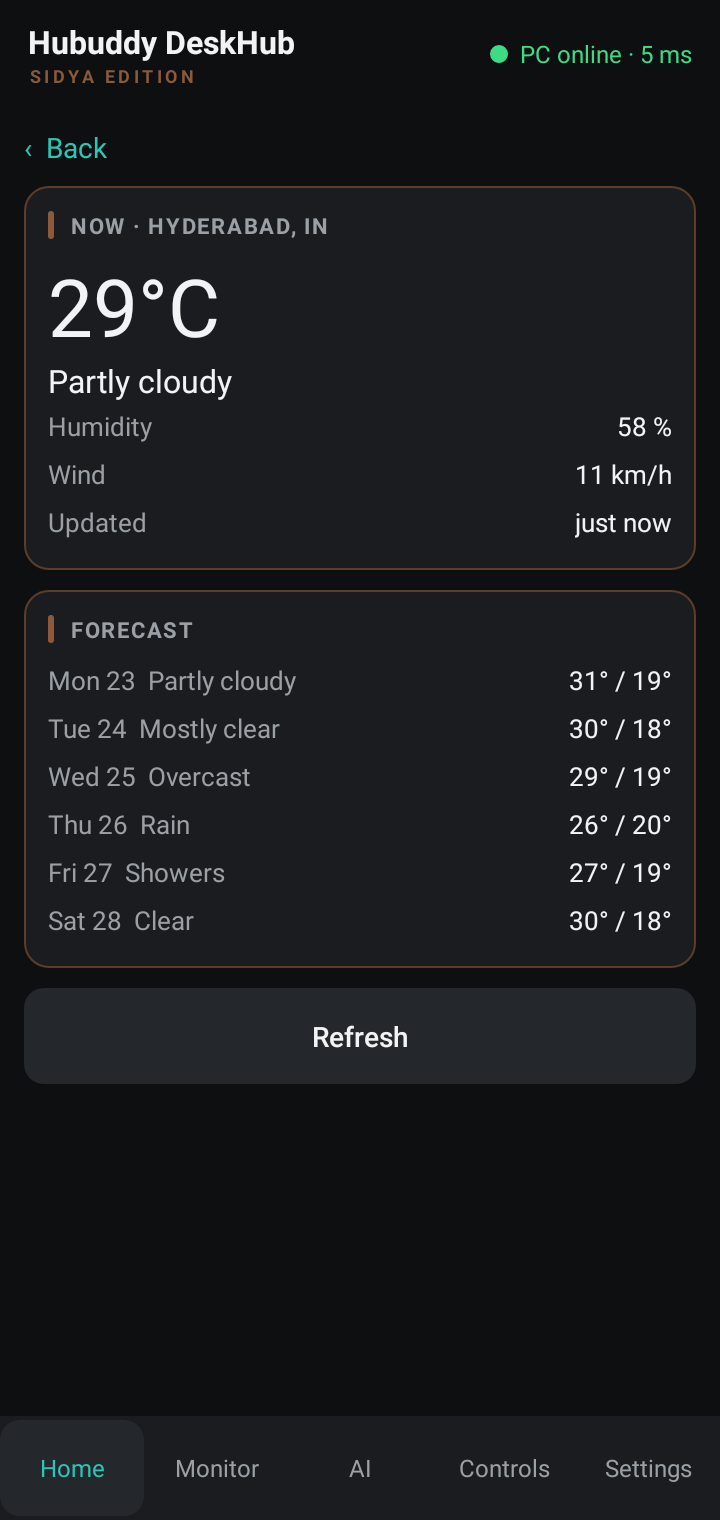 Hubuddy DeskHub
SIDYA EDITION
PC online · 5 ms
‹ Back
NOW · HYDERABAD, IN
29°C
Partly cloudy
Humidity 58 %
Wind 11 km/h
Updated just now
FORECAST
Mon 23 Partly cloudy 31° / 19°
Tue 24 Mostly clear 30° / 18°
Wed 25 Overcast 29° / 19°
Thu 26 Rain 26° / 20°
Fri 27 Showers 27° / 19°
Sat 28 Clear 30° / 18°
Refresh
Home Monitor AI Controls Settings